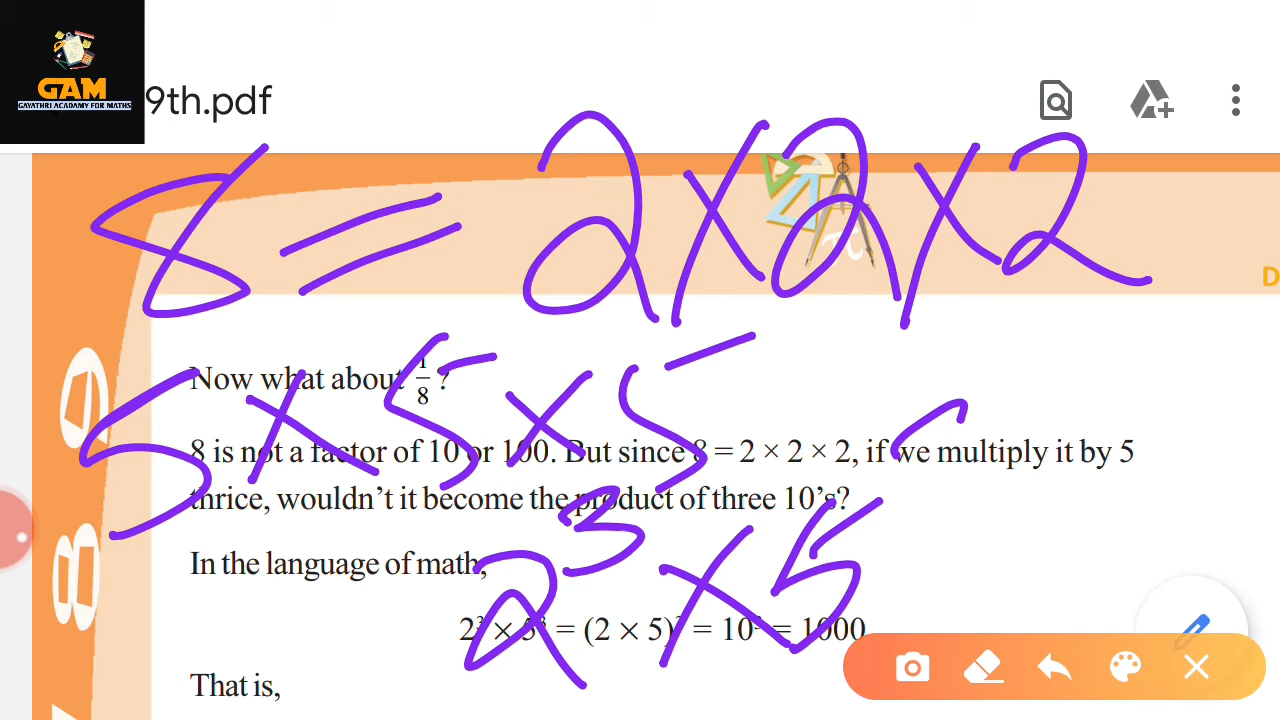 GAM
GAYATHRI ACADAMY FOR MATHS
9th.pdf
8 = 2 × 2 × 2
D
Now what about 1/8 ?
5 × 5 × 5
8 is not a factor of 10 or 100. But since 8 = 2 × 2 × 2, if we multiply it by 5
thrice, wouldn't it become the product of three 10's?
In the language of math,
2³ × 5
2³ × 5³ = (2 × 5)³ = 10³ = 1000
That is,